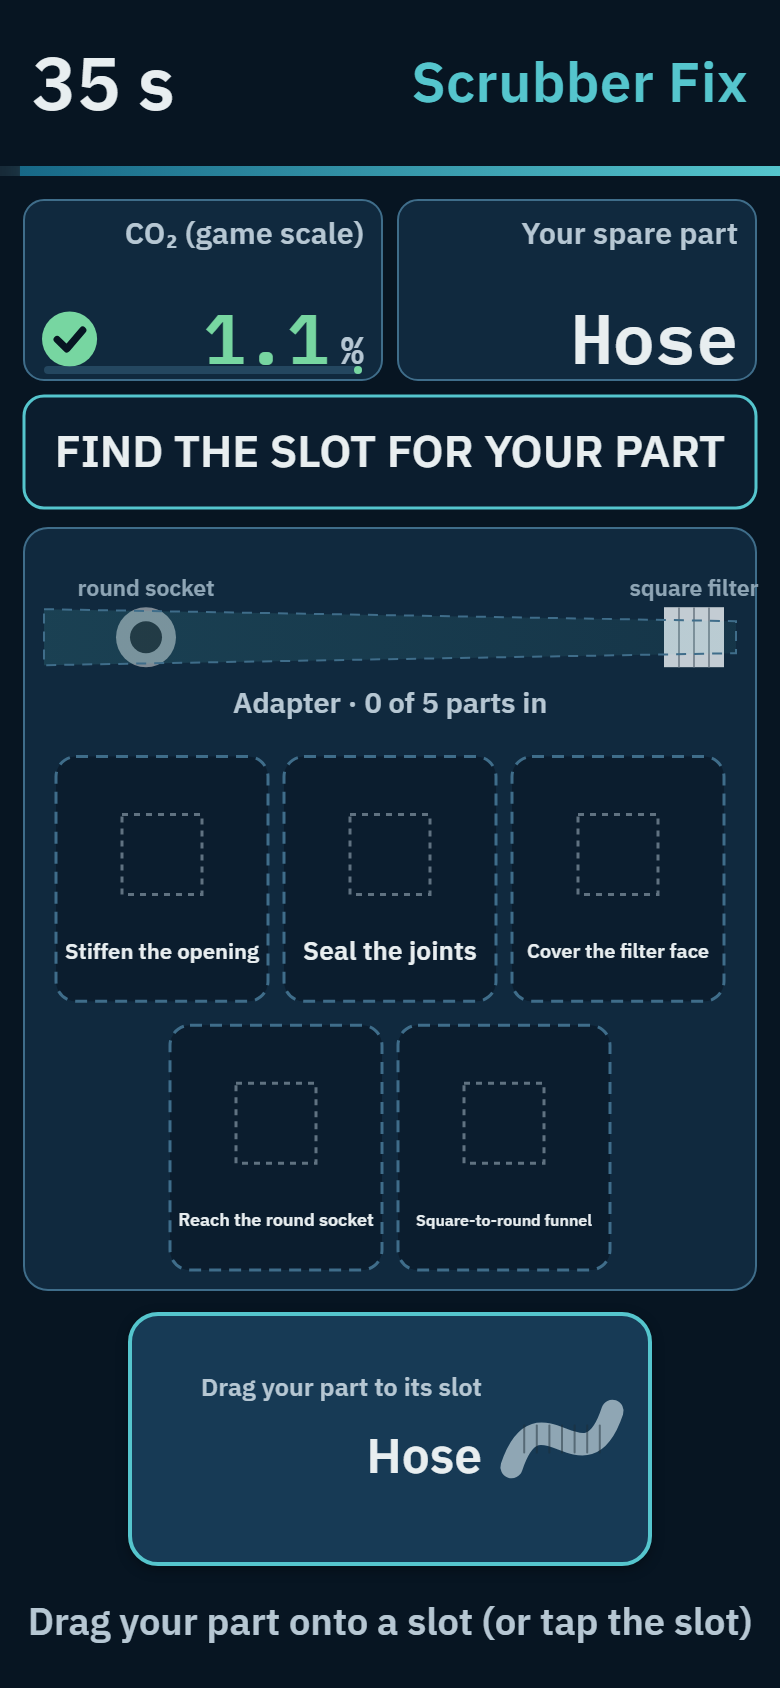 35 s
Scrubber Fix
CO₂ (game scale)
1.1 %
Your spare part
Hose
FIND THE SLOT FOR YOUR PART
round socket
square filter
Adapter · 0 of 5 parts in
Stiffen the opening
Seal the joints
Cover the filter face
Reach the round socket
Square-to-round funnel
Drag your part to its slot
Hose
Drag your part onto a slot (or tap the slot)